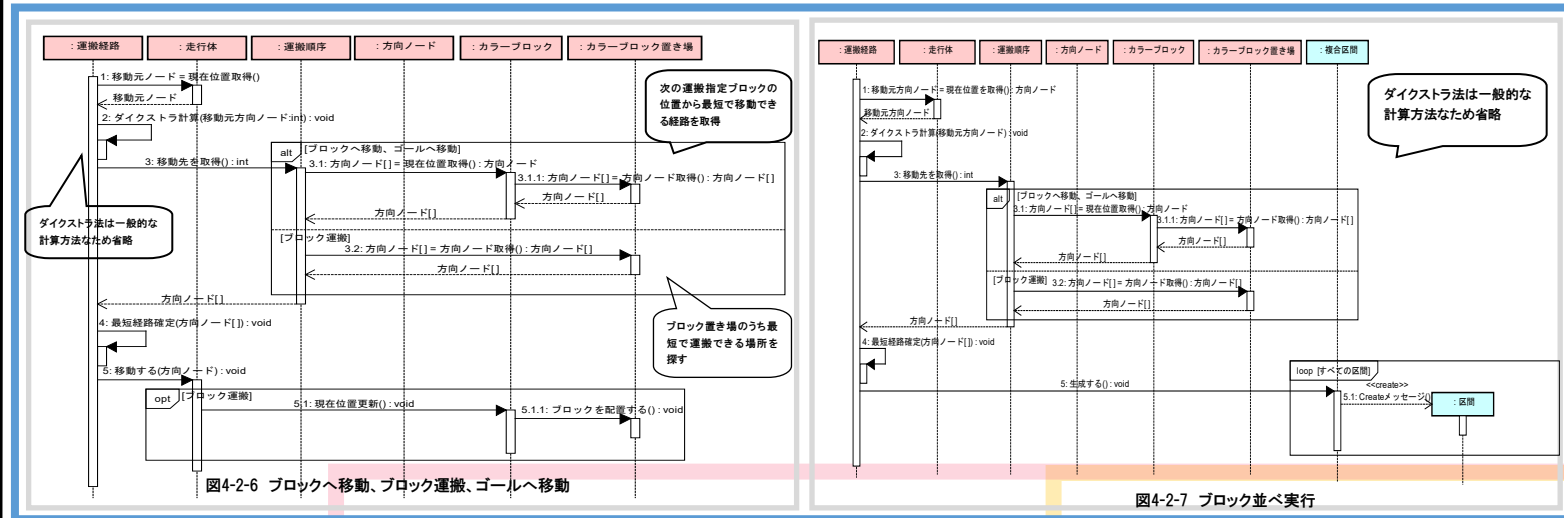 : 運搬経路
: 走行体
: 運搬順序
: 方向ノード
: カラーブロック
: カラーブロック置き場
1: 移動元ノード = 現在位置取得()
移動元ノード
2: ダイクストラ計算(移動元方向ノード:int) : void
3: 移動先を取得() : int
alt
[ブロックへ移動、ゴールへ移動]
3.1: 方向ノード[] = 現在位置取得() : 方向ノード
3.1.1: 方向ノード[] = 方向ノード取得() : 方向ノード[]
方向ノード[]
方向ノード[]
[ブロック運搬]
3.2: 方向ノード[] = 方向ノード取得() : 方向ノード[]
方向ノード[]
方向ノード[]
4: 最短経路確定(方向ノード[]) : void
5: 移動する(方向ノード) : void
opt
[ブロック運搬]
5.1: 現在位置更新() : void
5.1.1: ブロックを配置する() : void
次の運搬指定ブロックの
位置から最短で移動でき
る経路を取得
ダイクストラ法は一般的な
計算方法なため省略
ブロック置き場のうち最
短で運搬できる場所を
探す
図4-2-6 ブロックへ移動、ブロック運搬、ゴールへ移動
: 運搬経路
: 走行体
: 運搬順序
: 方向ノード
: カラーブロック
: カラーブロック置き場
: 複合区間
1: 移動元方向ノード = 現在位置を取得() : 方向ノード
移動元方向ノード
2: ダイクストラ計算(移動元方向ノード) : void
3: 移動先を取得() : int
alt
[ブロックへ移動、ゴールへ移動]
3.1: 方向ノード[] = 現在位置取得() : 方向ノード
3.1.1: 方向ノード[] = 方向ノード取得() : 方向ノード[]
方向ノード[]
方向ノード[]
[ブロック運搬]
3.2: 方向ノード[] = 方向ノード取得() : 方向ノード[]
方向ノード[]
方向ノード[]
4: 最短経路確定(方向ノード[]) : void
5: 生成する() : void
loop [すべての区間]
<<create>>
5.1: Createメッセージ()
: 区間
ダイクストラ法は一般的な
計算方法なため省略
図4-2-7 ブロック並べ実行